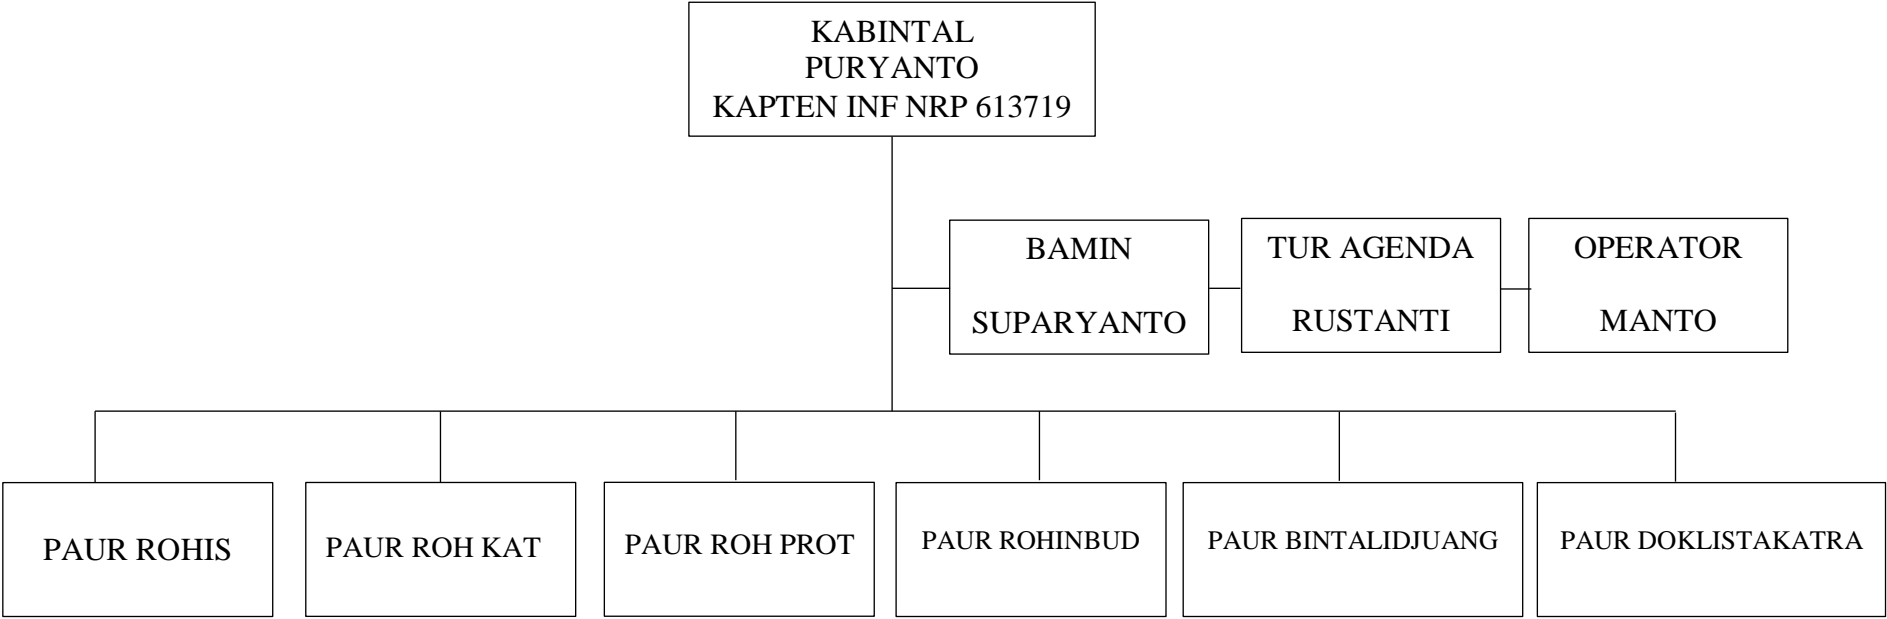 KABINTAL
PURYANTO
KAPTEN INF NRP 613719
BAMIN
SUPARYANTO
TUR AGENDA
RUSTANTI
OPERATOR
MANTO
PAUR ROHIS
PAUR ROH KAT
PAUR ROH PROT
PAUR ROHINBUD
PAUR BINTALIDJUANG
PAUR DOKLISTAKATRA